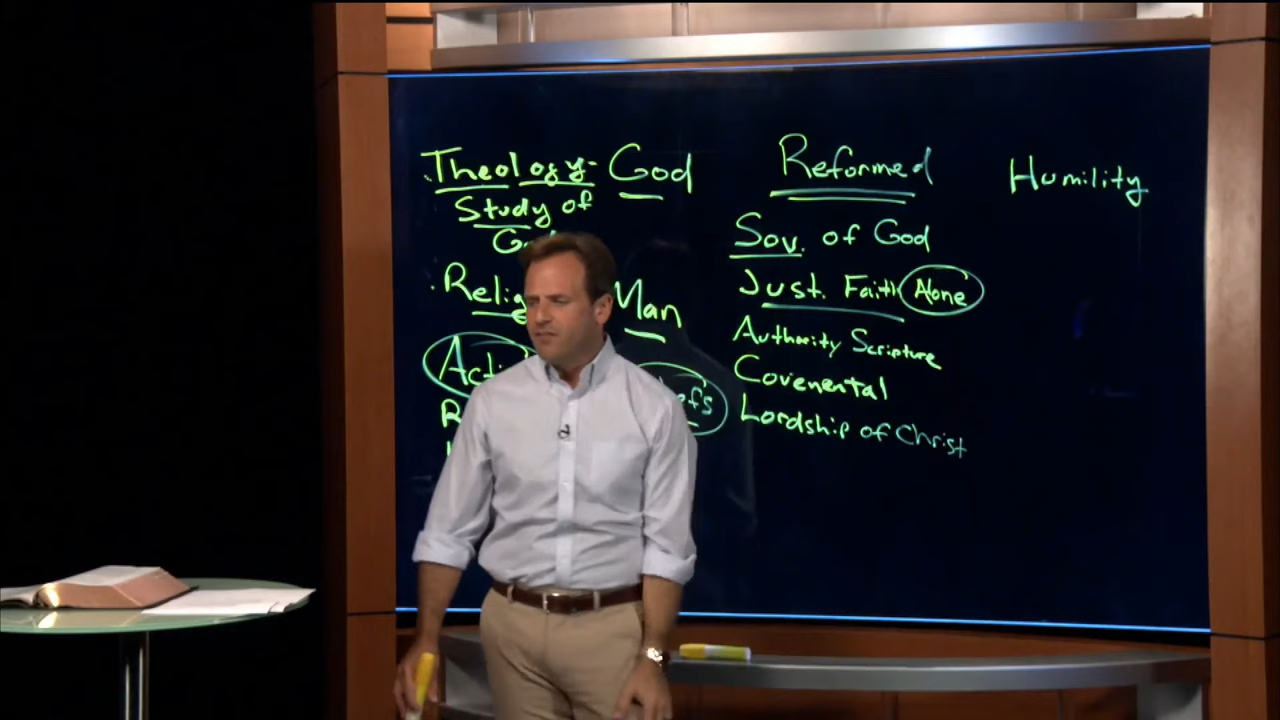 Theology- God
Study of
Man
Reformed
Sov. of God
Just. Faith Alone
Authority Scripture
Covenental
Lordship of Christ
Humility